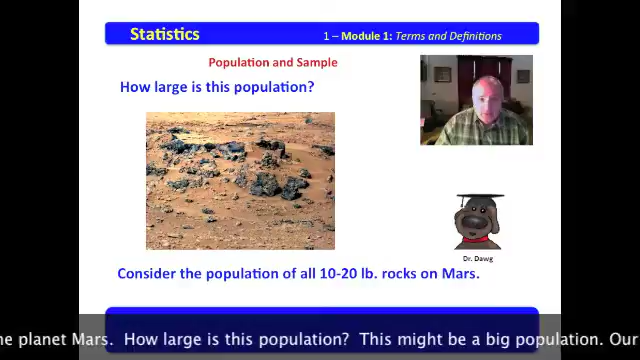 Statistics
1 – Module 1: Terms and Definitions
Population and Sample
How large is this population?
Dr. Dawg
Consider the population of all 10-20 lb. rocks on Mars.
ne planet Mars.  How large is this population?  This might be a big population. Our